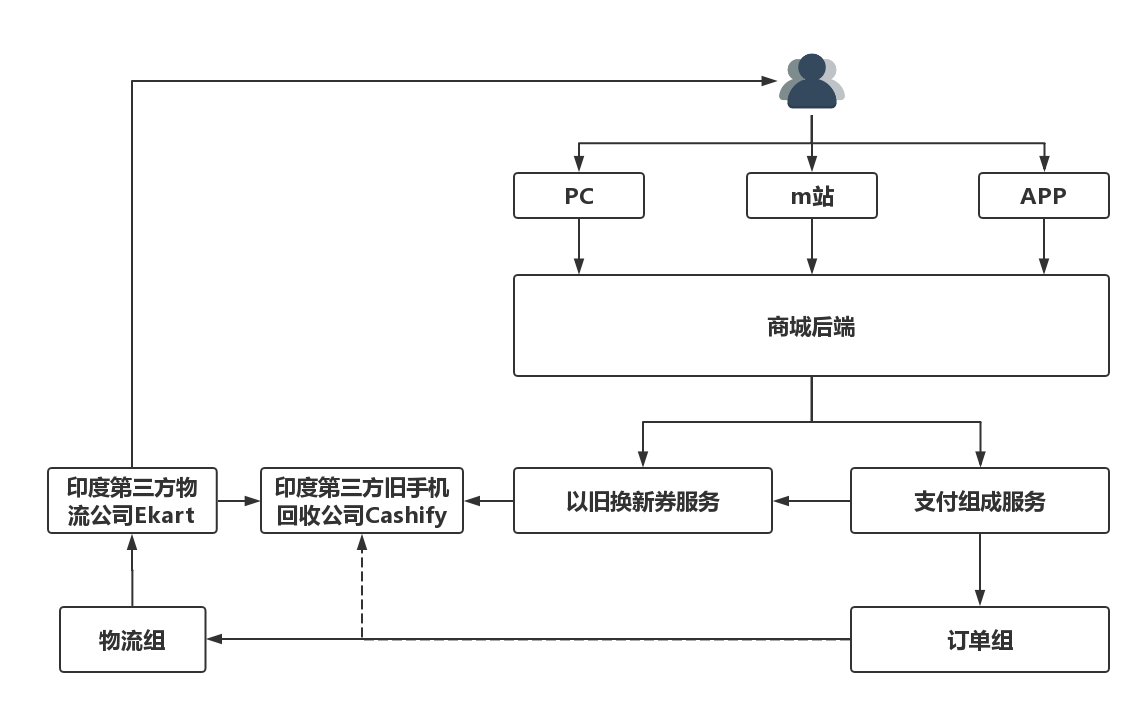 PC
m站
APP
商城后端
印度第三方物
流公司Ekart
印度第三方旧手机
回收公司Cashify
以旧换新券服务
支付组成服务
物流组
订单组